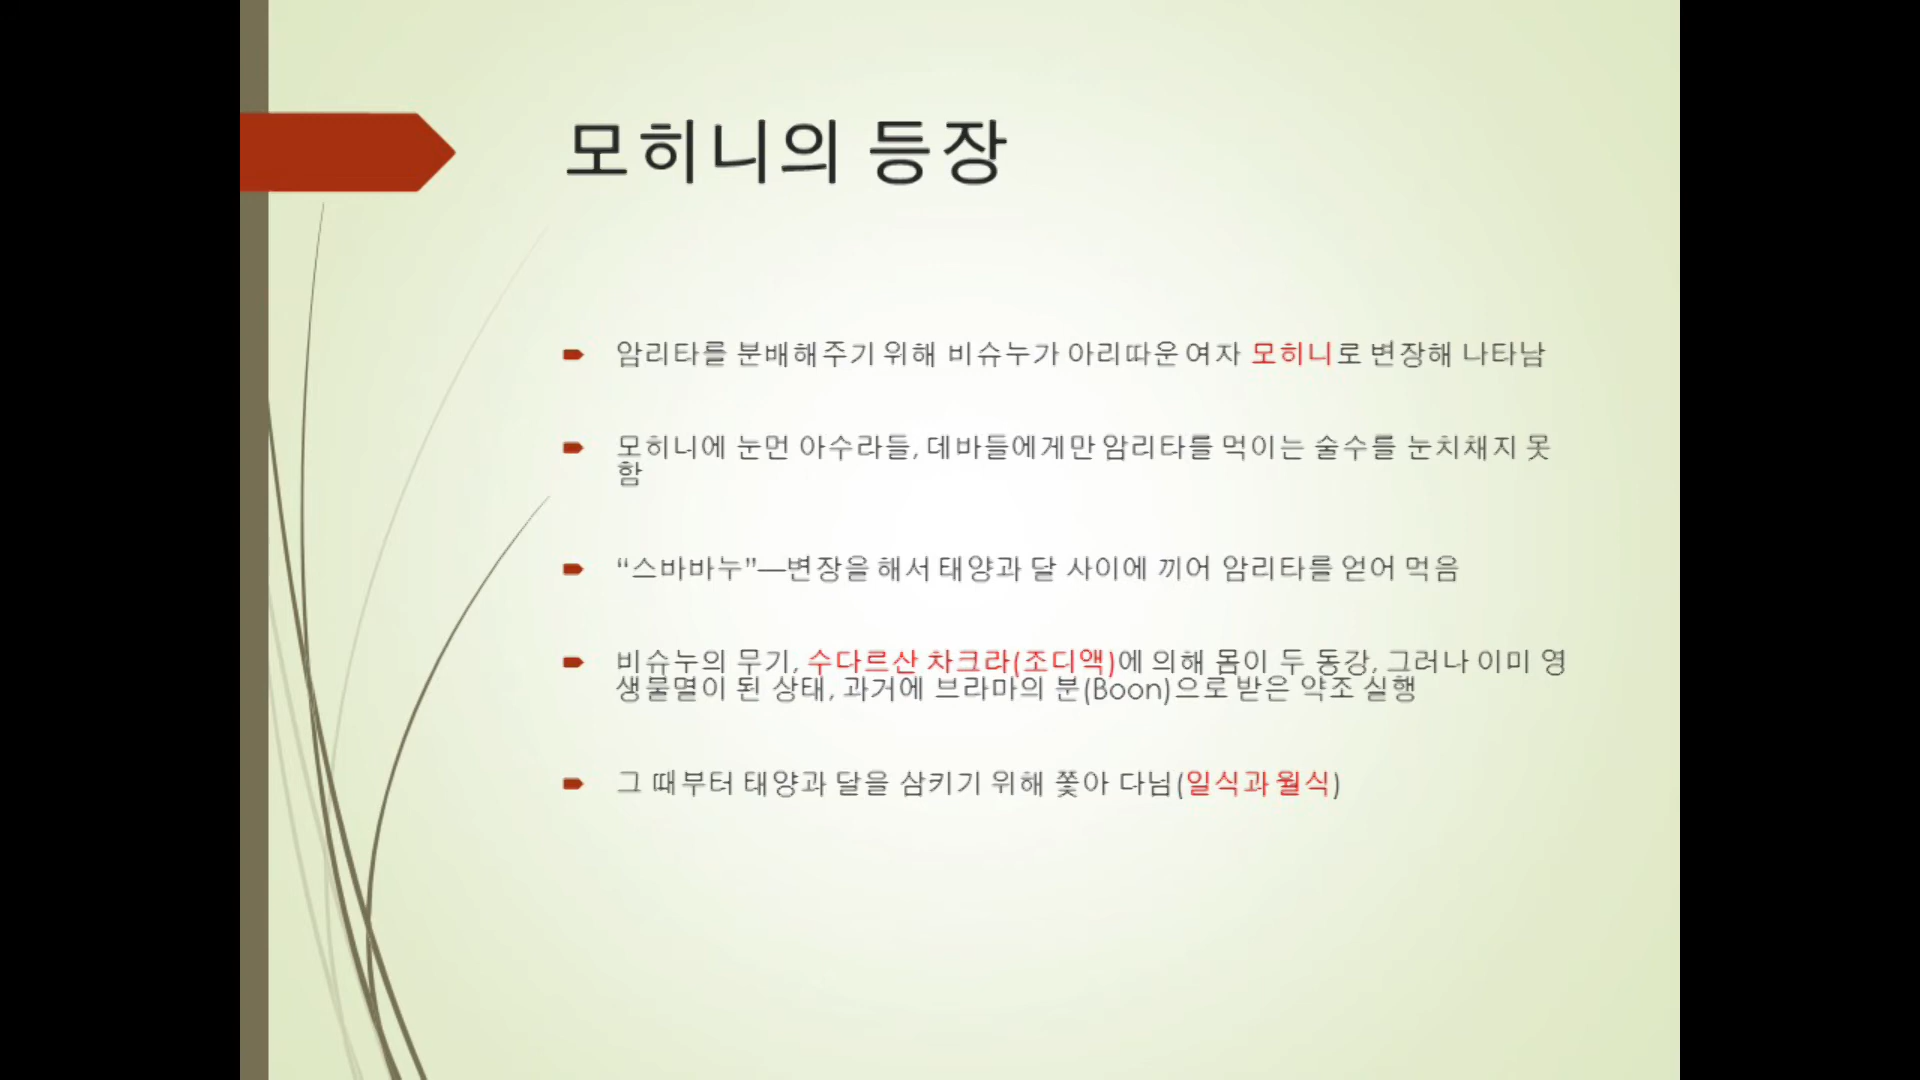 모히니의 등장
암리타를 분배해주기 위해 비슈누가 아리따운 여자 모히니로 변장해 나타남
모히니에 눈먼 아수라들, 데바들에게만 암리타를 먹이는 술수를 눈치채지 못
함
“스바바누”—변장을 해서 태양과 달 사이에 끼어 암리타를 얻어 먹음
비슈누의 무기, 수다르산 차크라(조디액)에 의해 몸이 두 동강, 그러나 이미 영
생물멸이 된 상태, 과거에 브라마의 분(Boon)으로 받은 약조 실행
그 때부터 태양과 달을 삼키기 위해 쫓아 다님(일식과 월식)